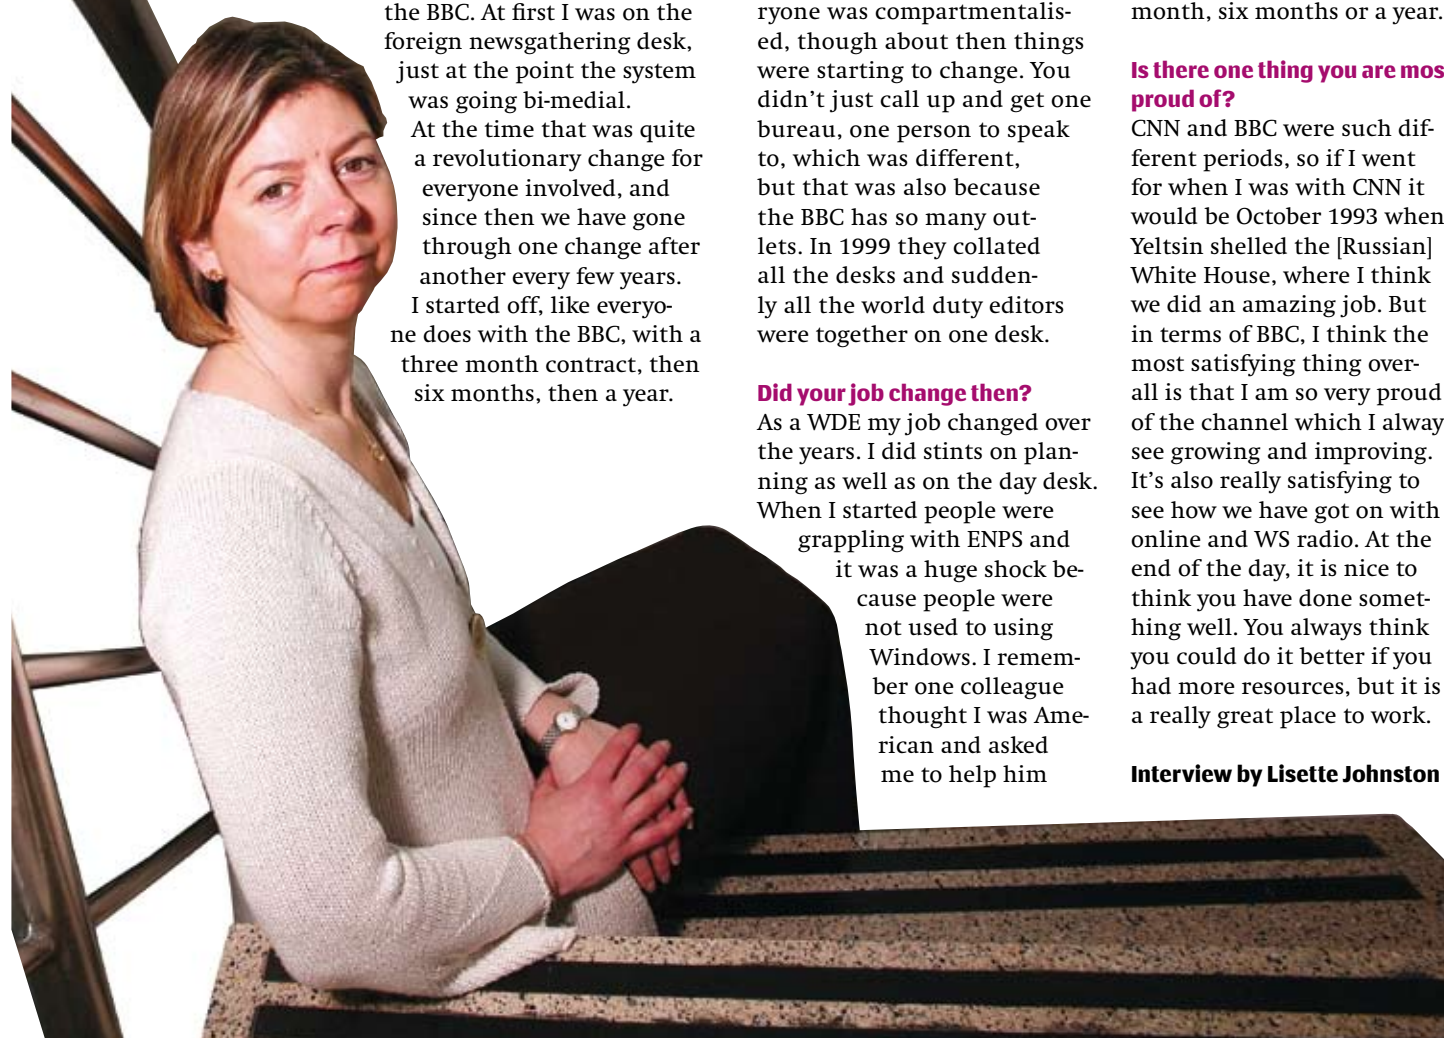 the BBC. At first I was on the
foreign newsgathering desk,
just at the point the system
was going bi-medial.
At the time that was quite
a revolutionary change for
everyone involved, and
since then we have gone
through one change after
another every few years.
I started off, like everyo-
ne does with the BBC, with a
three month contract, then
six months, then a year.
ryone was compartmentalis-
ed, though about then things
were starting to change. You
didn't just call up and get one
bureau, one person to speak
to, which was different,
but that was also because
the BBC has so many out-
lets. In 1999 they collated
all the desks and sudden-
ly all the world duty editors
were together on one desk.
Did your job change then?
As a WDE my job changed over
the years. I did stints on plan-
ning as well as on the day desk.
When I started people were
grappling with ENPS and
it was a huge shock be-
cause people were
not used to using
Windows. I remem-
ber one colleague
thought I was Ame-
rican and asked
me to help him
month, six months or a year.
Is there one thing you are mos
proud of?
CNN and BBC were such dif-
ferent periods, so if I went
for when I was with CNN it
would be October 1993 when
Yeltsin shelled the [Russian]
White House, where I think
we did an amazing job. But
in terms of BBC, I think the
most satisfying thing over-
all is that I am so very proud
of the channel which I alway
see growing and improving.
It's also really satisfying to
see how we have got on with
online and WS radio. At the
end of the day, it is nice to
think you have done somet-
hing well. You always think
you could do it better if you
had more resources, but it is
a really great place to work.
Interview by Lisette Johnston